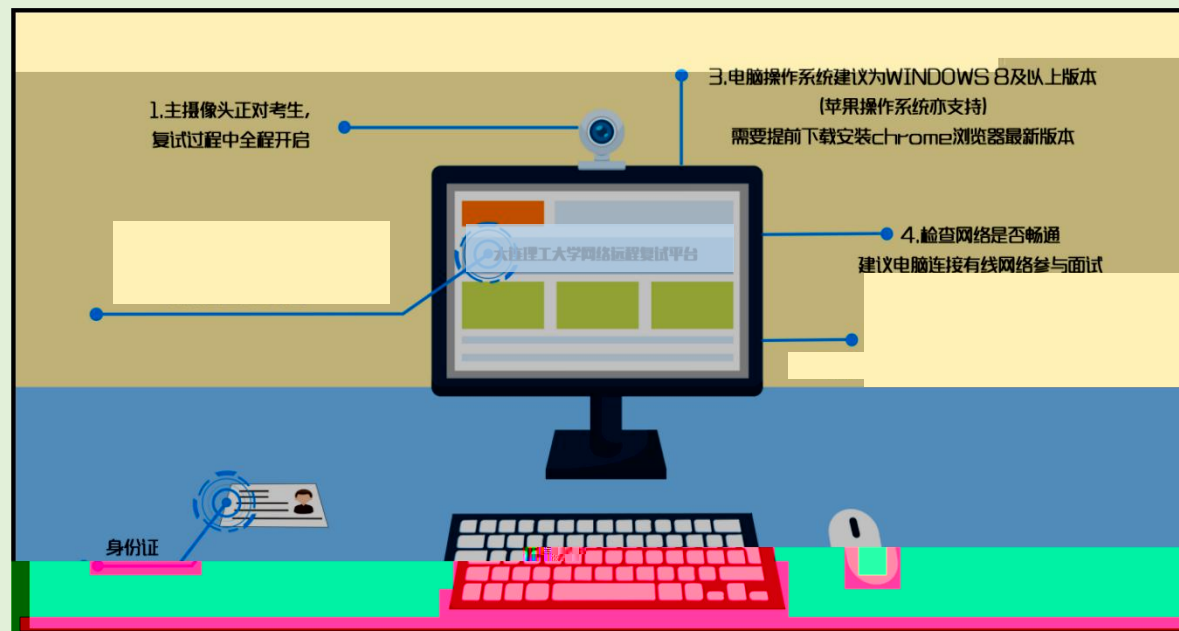 1.主摄像头正对考生,
复试过程中全程开启
3.电脑操作系统建议为WINDOWS 8及以上版本
(苹果操作系统亦支持)
需要提前下载安装chrome浏览器最新版本
大连理工大学网络远程复试平台
4.检查网络是否畅通
建议电脑连接有线网络参与面试
身份证